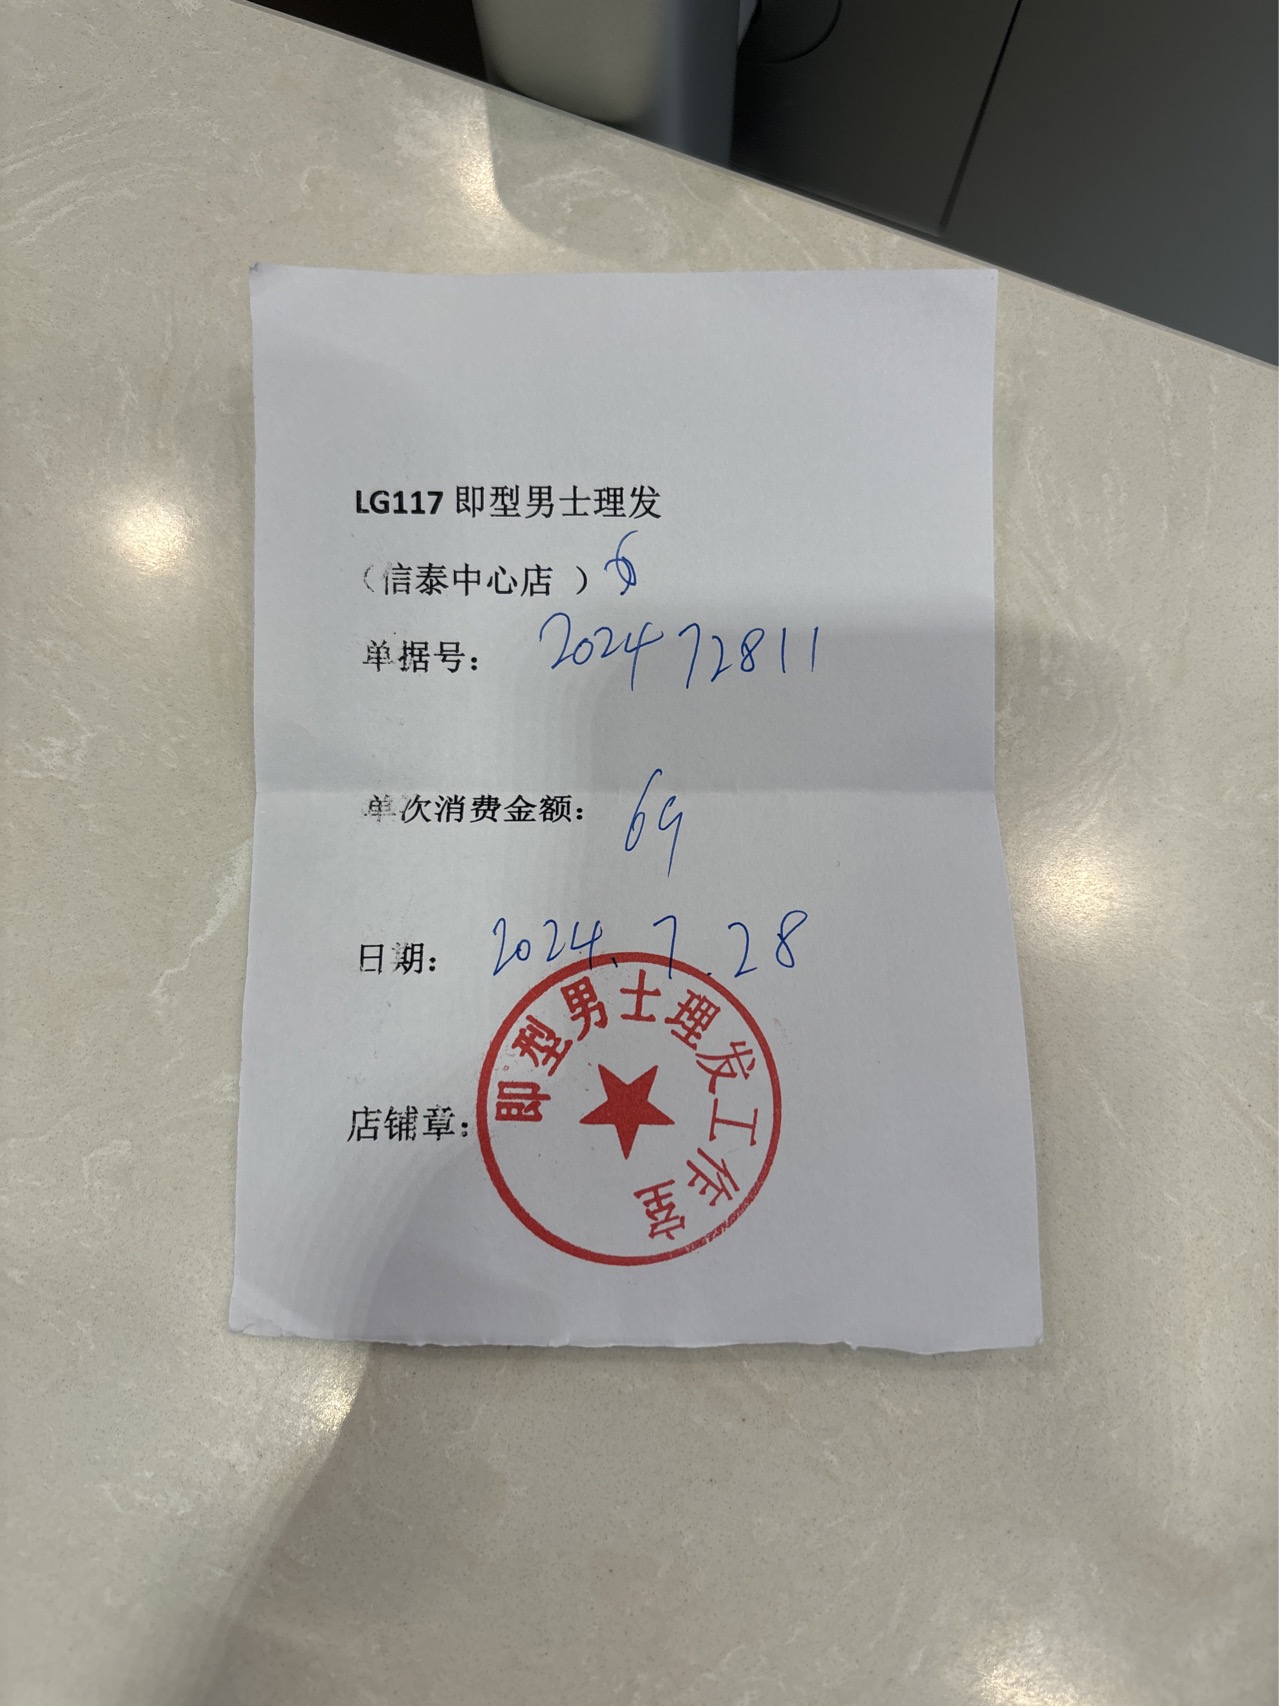 LG117 即型男士理发
（信泰中心店 ）
单据号： 202472811
单次消费金额： 69
日期： 2024.7.28
店铺章：
即型男士理发工作室